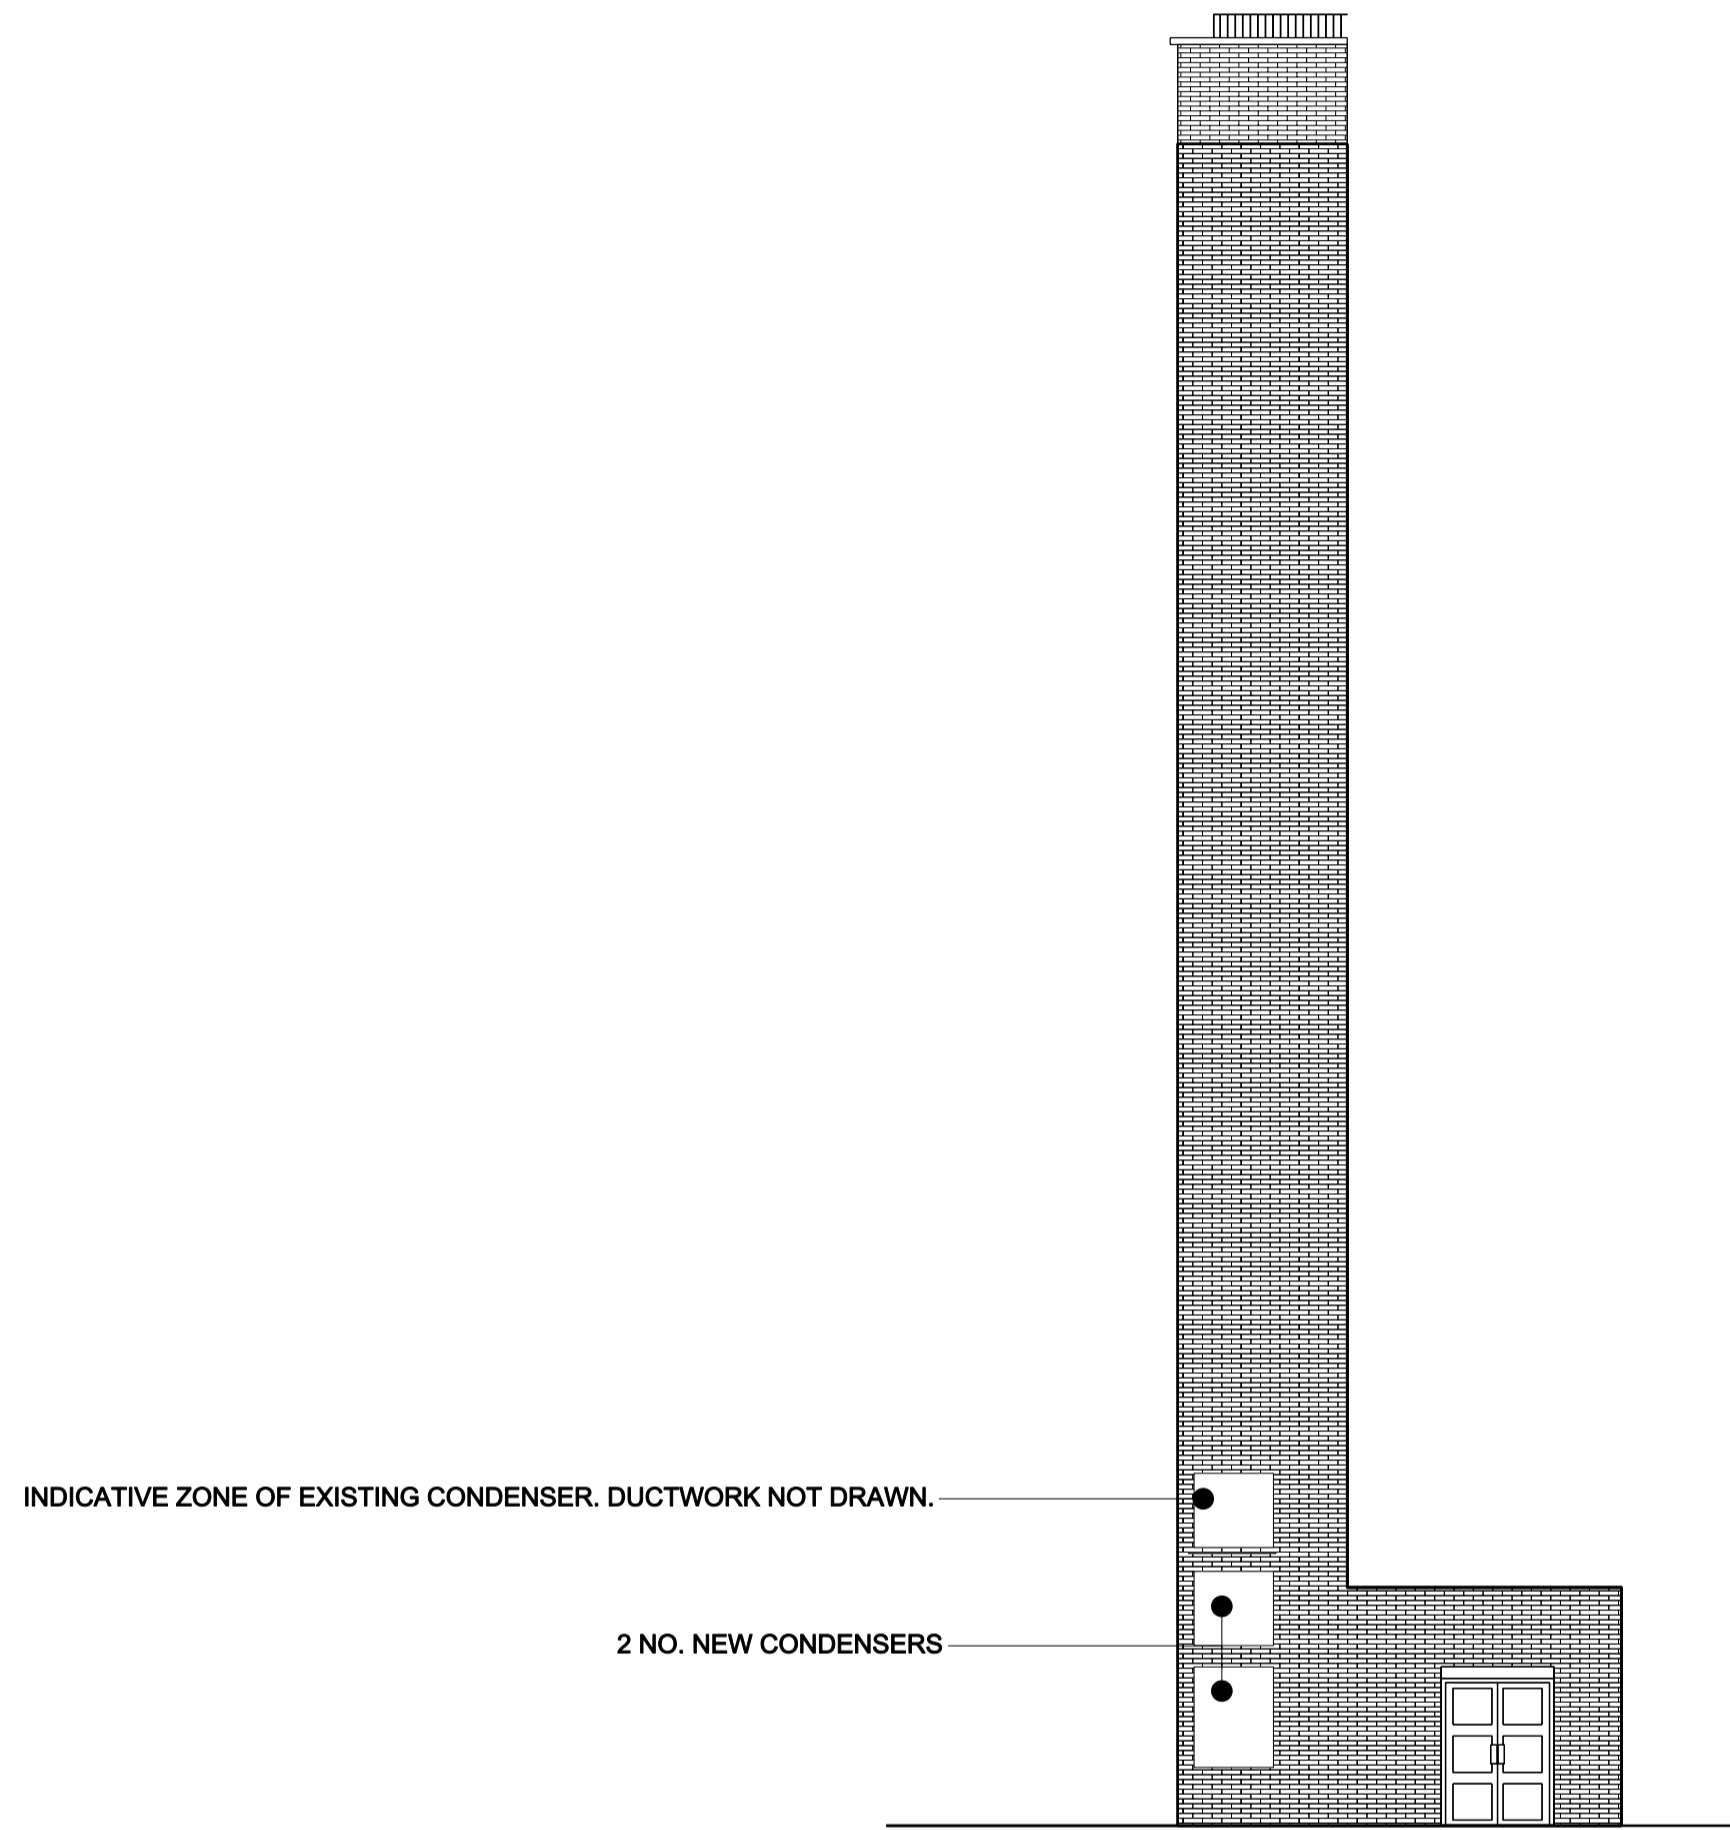 INDICATIVE ZONE OF EXISTING CONDENSER. DUCTWORK NOT DRAWN.
2 NO. NEW CONDENSERS